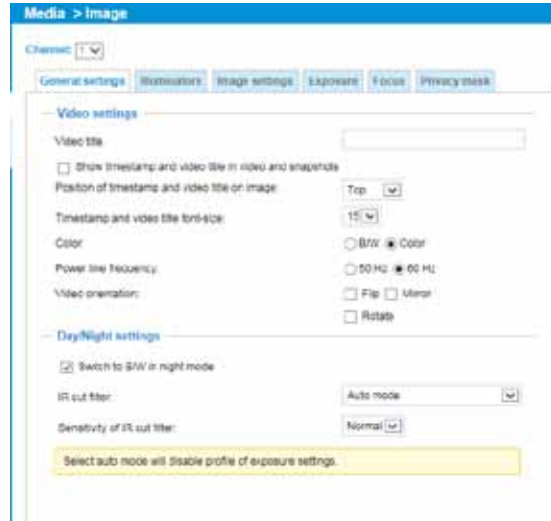 Media > Image
Channel: 1
General settings Illuminators Image settings Exposure Focus Privacy mask
Video settings
Video title
Show timestamp and video title in video and snapshots
Position of timestamp and video title on image: Top
Timestamp and video title font-size: 15
Color: B/W Color
Power line frequency: 50 Hz 60 Hz
Video orientation: Flip Mirror
Rotate
Day/Night settings
Switch to B/W in night mode
IR cut filter: Auto mode
Sensitivity of IR cut filter: Normal
Select auto mode will disable profile of exposure settings.